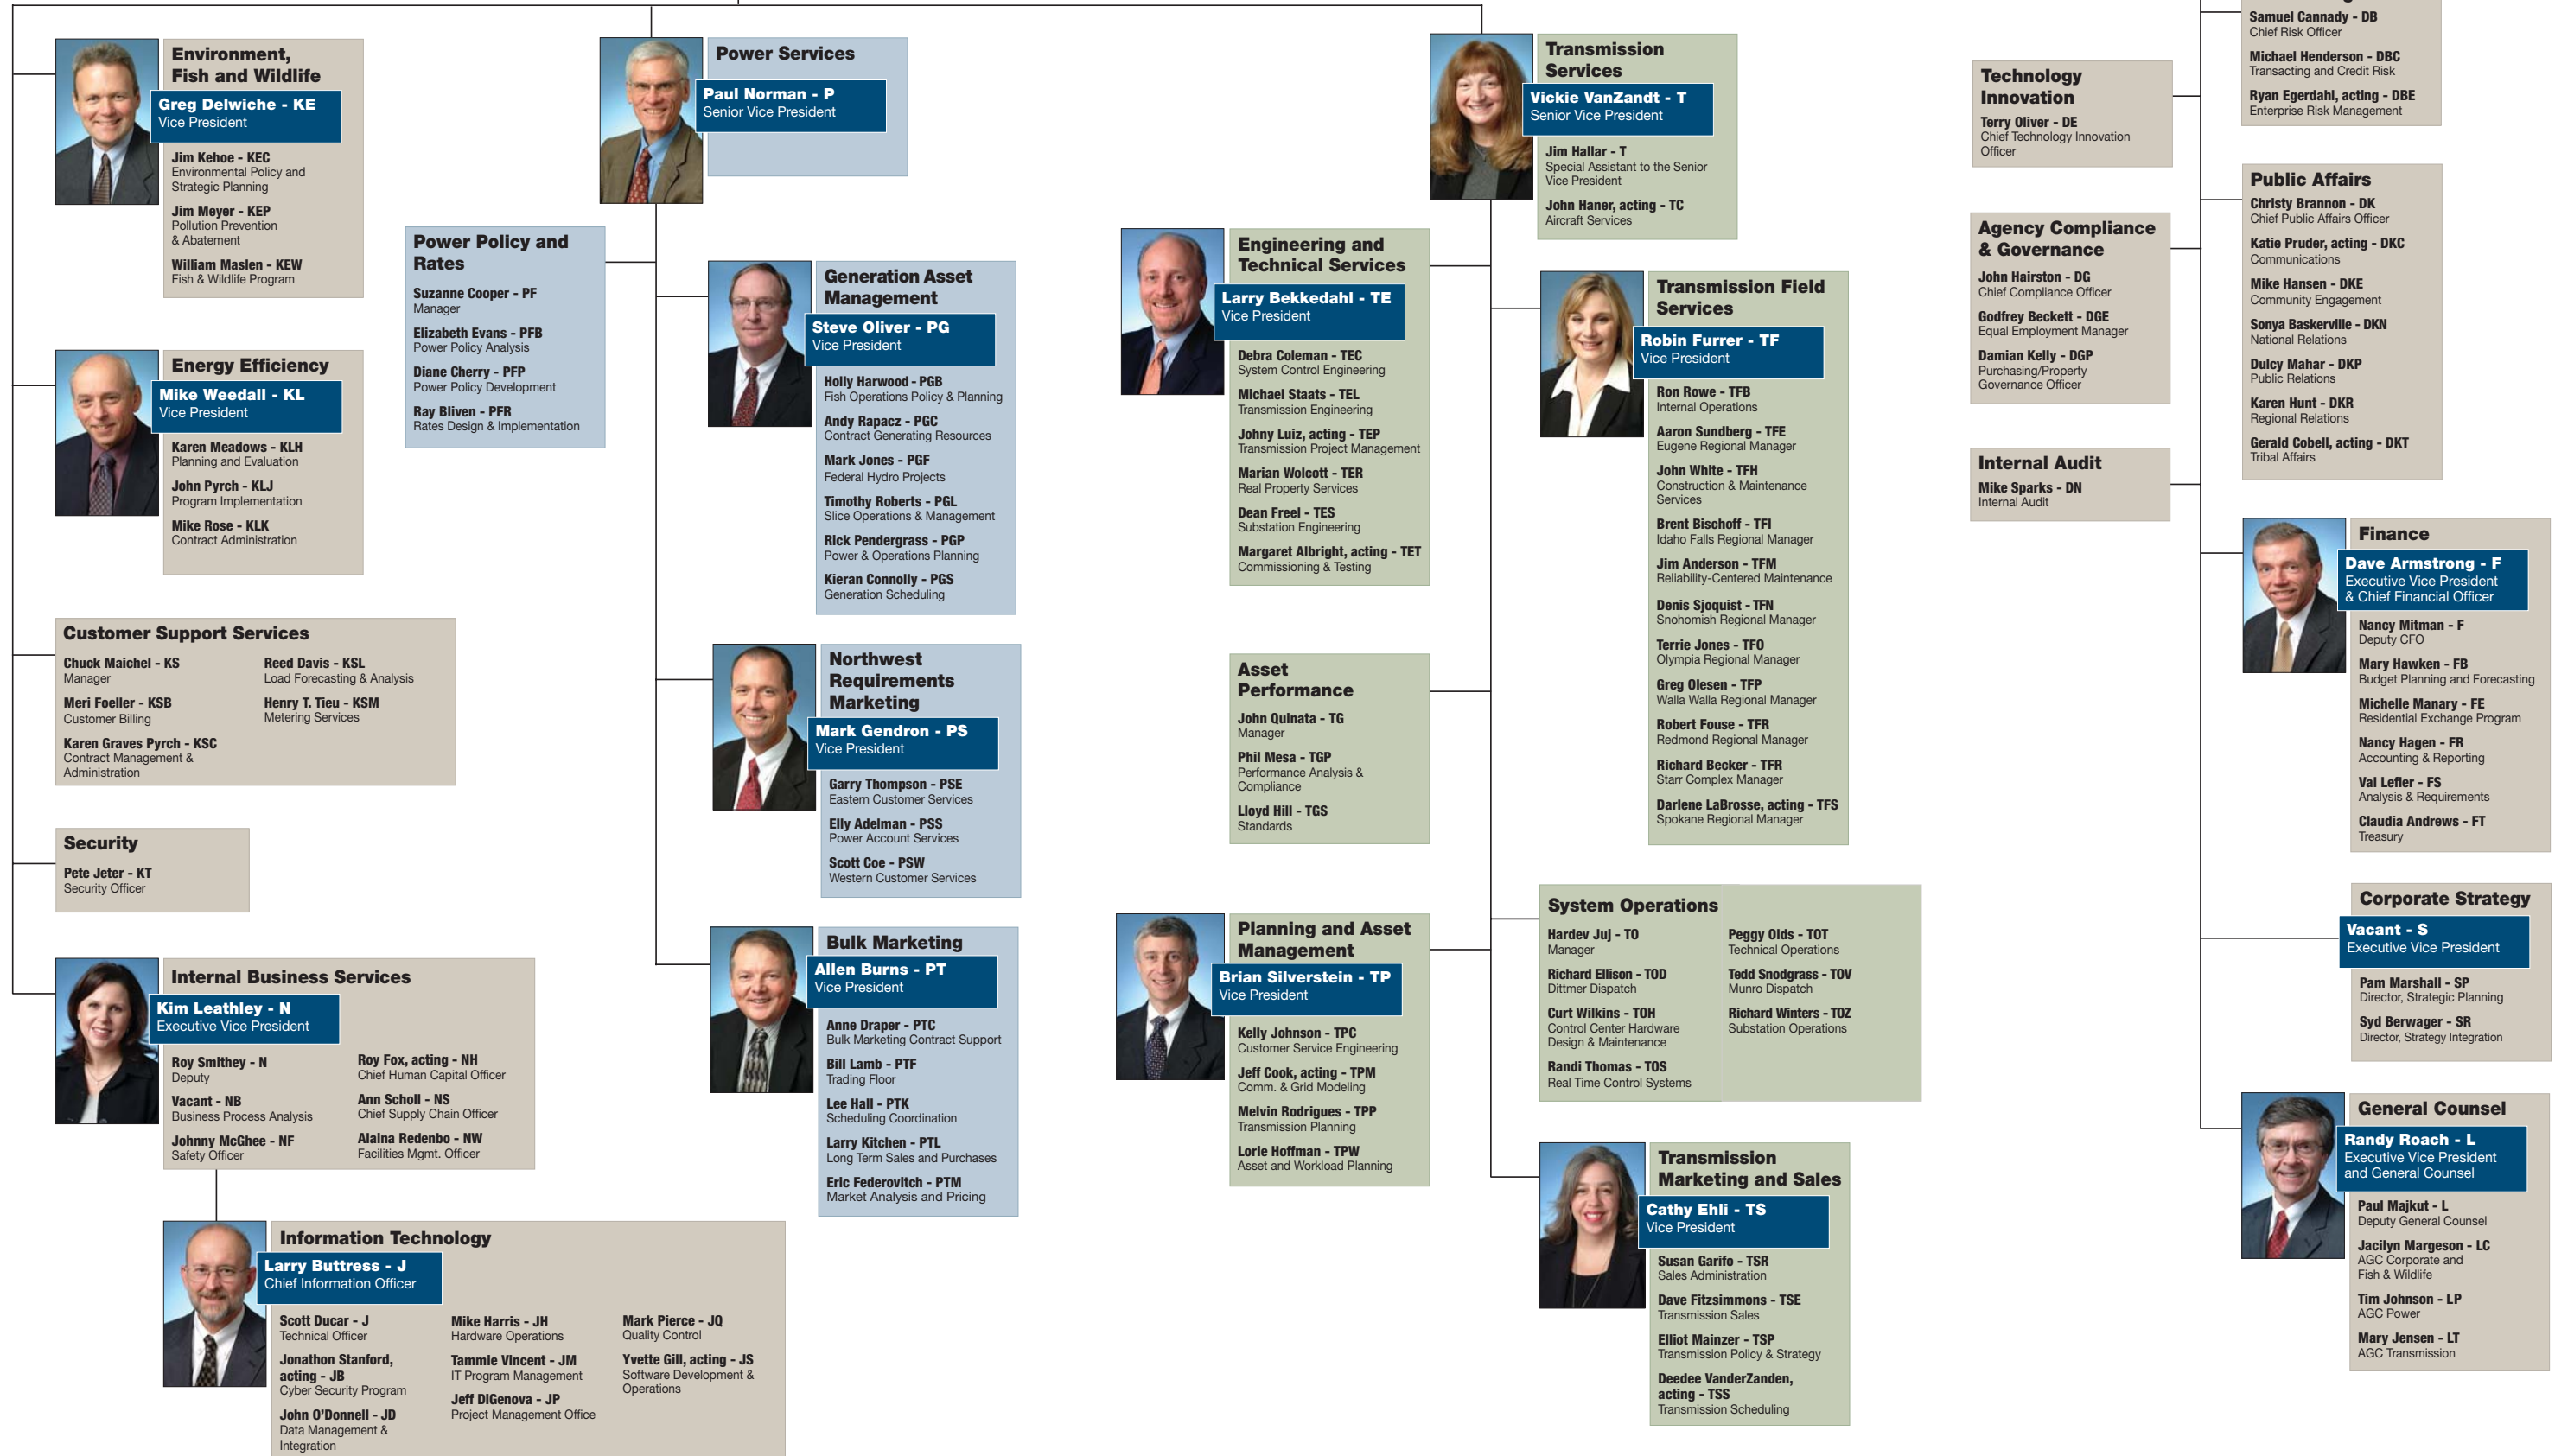 Environment,
Fish and Wildlife
Greg Delwiche - KE
Vice President
Jim Kehoe - KEC
Environmental Policy and
Strategic Planning
Jim Meyer - KEP
Pollution Prevention
& Abatement
William Maslen - KEW
Fish & Wildlife Program
Energy Efficiency
Mike Weedall - KL
Vice President
Karen Meadows - KLH
Planning and Evaluation
John Pyrch - KLJ
Program Implementation
Mike Rose - KLK
Contract Administration
Customer Support Services
Chuck Maichel - KS
Manager
Meri Foeller - KSB
Customer Billing
Karen Graves Pyrch - KSC
Contract Management &
Administration
Reed Davis - KSL
Load Forecasting & Analysis
Henry T. Tieu - KSM
Metering Services
Security
Pete Jeter - KT
Security Officer
Internal Business Services
Kim Leathley - N
Executive Vice President
Roy Smithey - N
Deputy
Vacant - NB
Business Process Analysis
Johnny McGhee - NF
Safety Officer
Roy Fox, acting - NH
Chief Human Capital Officer
Ann Scholl - NS
Chief Supply Chain Officer
Alaina Redenbo - NW
Facilities Mgmt. Officer
Information Technology
Larry Buttress - J
Chief Information Officer
Scott Ducar - J
Technical Officer
Jonathon Stanford,
acting - JB
Cyber Security Program
John O'Donnell - JD
Data Management &
Integration
Mike Harris - JH
Hardware Operations
Tammie Vincent - JM
IT Program Management
Jeff DiGenova - JP
Project Management Office
Mark Pierce - JQ
Quality Control
Yvette Gill, acting - JS
Software Development &
Operations
Power Services
Paul Norman - P
Senior Vice President
Power Policy and
Rates
Suzanne Cooper - PF
Manager
Elizabeth Evans - PFB
Power Policy Analysis
Diane Cherry - PFP
Power Policy Development
Ray Bliven - PFR
Rates Design & Implementation
Generation Asset
Management
Steve Oliver - PG
Vice President
Holly Harwood - PGB
Fish Operations Policy & Planning
Andy Rapacz - PGC
Contract Generating Resources
Mark Jones - PGF
Federal Hydro Projects
Timothy Roberts - PGL
Slice Operations & Management
Rick Pendergrass - PGP
Power & Operations Planning
Kieran Connolly - PGS
Generation Scheduling
Northwest
Requirements
Marketing
Mark Gendron - PS
Vice President
Garry Thompson - PSE
Eastern Customer Services
Elly Adelman - PSS
Power Account Services
Scott Coe - PSW
Western Customer Services
Bulk Marketing
Allen Burns - PT
Vice President
Anne Draper - PTC
Bulk Marketing Contract Support
Bill Lamb - PTF
Trading Floor
Lee Hall - PTK
Scheduling Coordination
Larry Kitchen - PTL
Long Term Sales and Purchases
Eric Federovitch - PTM
Market Analysis and Pricing
Transmission
Services
Vickie VanZandt - T
Senior Vice President
Jim Hallar - T
Special Assistant to the Senior
Vice President
John Haner, acting - TC
Aircraft Services
Engineering and
Technical Services
Larry Bekkedahl - TE
Vice President
Debra Coleman - TEC
System Control Engineering
Michael Staats - TEL
Transmission Engineering
Johny Luiz, acting - TEP
Transmission Project Management
Marian Wolcott - TER
Real Property Services
Dean Freel - TES
Substation Engineering
Margaret Albright, acting - TET
Commissioning & Testing
Asset
Performance
John Quinata - TG
Manager
Phil Mesa - TGP
Performance Analysis &
Compliance
Lloyd Hill - TGS
Standards
Planning and Asset
Management
Brian Silverstein - TP
Vice President
Kelly Johnson - TPC
Customer Service Engineering
Jeff Cook, acting - TPM
Comm. & Grid Modeling
Melvin Rodrigues - TPP
Transmission Planning
Lorie Hoffman - TPW
Asset and Workload Planning
Transmission Field
Services
Robin Furrer - TF
Vice President
Ron Rowe - TFB
Internal Operations
Aaron Sundberg - TFE
Eugene Regional Manager
John White - TFH
Construction & Maintenance
Services
Brent Bischoff - TFI
Idaho Falls Regional Manager
Jim Anderson - TFM
Reliability-Centered Maintenance
Denis Sjoquist - TFN
Snohomish Regional Manager
Terrie Jones - TFO
Olympia Regional Manager
Greg Olesen - TFP
Walla Walla Regional Manager
Robert Fouse - TFR
Redmond Regional Manager
Richard Becker - TFR
Starr Complex Manager
Darlene LaBrosse, acting - TFS
Spokane Regional Manager
System Operations
Hardev Juj - TO
Manager
Richard Ellison - TOD
Dittmer Dispatch
Curt Wilkins - TOH
Control Center Hardware
Design & Maintenance
Randi Thomas - TOS
Real Time Control Systems
Peggy Olds - TOT
Technical Operations
Tedd Snodgrass - TOV
Munro Dispatch
Richard Winters - TOZ
Substation Operations
Transmission
Marketing and Sales
Cathy Ehli - TS
Vice President
Susan Garifo - TSR
Sales Administration
Dave Fitzsimmons - TSE
Transmission Sales
Elliot Mainzer - TSP
Transmission Policy & Strategy
Deedee VanderZanden,
acting - TSS
Transmission Scheduling
Technology
Innovation
Terry Oliver - DE
Chief Technology Innovation
Officer
Agency Compliance
& Governance
John Hairston - DG
Chief Compliance Officer
Godfrey Beckett - DGE
Equal Employment Manager
Damian Kelly - DGP
Purchasing/Property
Governance Officer
Internal Audit
Mike Sparks - DN
Internal Audit
Samuel Cannady - DB
Chief Risk Officer
Michael Henderson - DBC
Transacting and Credit Risk
Ryan Egerdahl, acting - DBE
Enterprise Risk Management
Public Affairs
Christy Brannon - DK
Chief Public Affairs Officer
Katie Pruder, acting - DKC
Communications
Mike Hansen - DKE
Community Engagement
Sonya Baskerville - DKN
National Relations
Dulcy Mahar - DKP
Public Relations
Karen Hunt - DKR
Regional Relations
Gerald Cobell, acting - DKT
Tribal Affairs
Finance
Dave Armstrong - F
Executive Vice President
& Chief Financial Officer
Nancy Mitman - F
Deputy CFO
Mary Hawken - FB
Budget Planning and Forecasting
Michelle Manary - FE
Residential Exchange Program
Nancy Hagen - FR
Accounting & Reporting
Val Lefler - FS
Analysis & Requirements
Claudia Andrews - FT
Treasury
Corporate Strategy
Vacant - S
Executive Vice President
Pam Marshall - SP
Director, Strategic Planning
Syd Berwager - SR
Director, Strategy Integration
General Counsel
Randy Roach - L
Executive Vice President
and General Counsel
Paul Majkut - L
Deputy General Counsel
Jacilyn Margeson - LC
AGC Corporate and
Fish & Wildlife
Tim Johnson - LP
AGC Power
Mary Jensen - LT
AGC Transmission